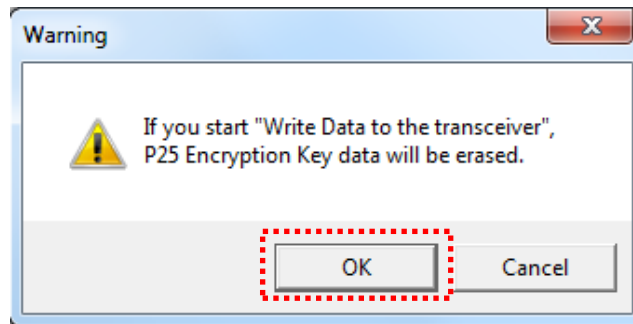 Warning
If you start "Write Data to the transceiver",
P25 Encryption Key data will be erased.
OK
Cancel